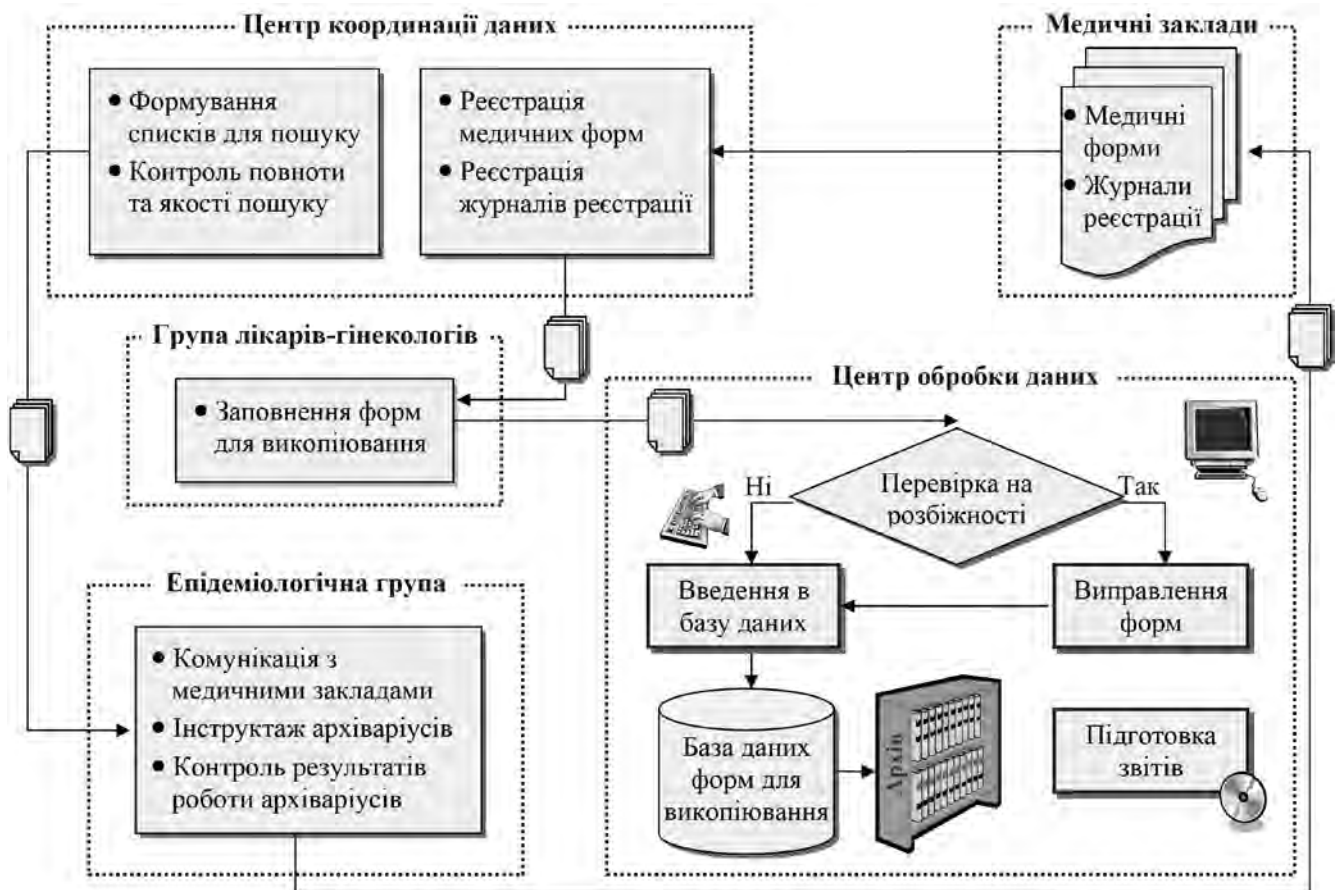 Центр координації даних
Медичні заклади
• Формування
списків для пошуку
• Контроль повноти
та якості пошуку
• Реєстрація
медичних форм
• Реєстрація
журналів реєстрації
• Медичні
форми
• Журнали
реєстрації
Група лікарів-гінекологів
• Заповнення форм
для викопіювання
Центр обробки даних
Перевірка на
розбіжності
Ні
Так
Введення в
базу даних
Виправлення
форм
База даних
форм для
викопіювання
Архів
Підготовка
звітів
Епідеміологічна група
• Комунікація з
медичними закладами
• Інструктаж архіваріусів
• Контроль результатів
роботи архіваріусів